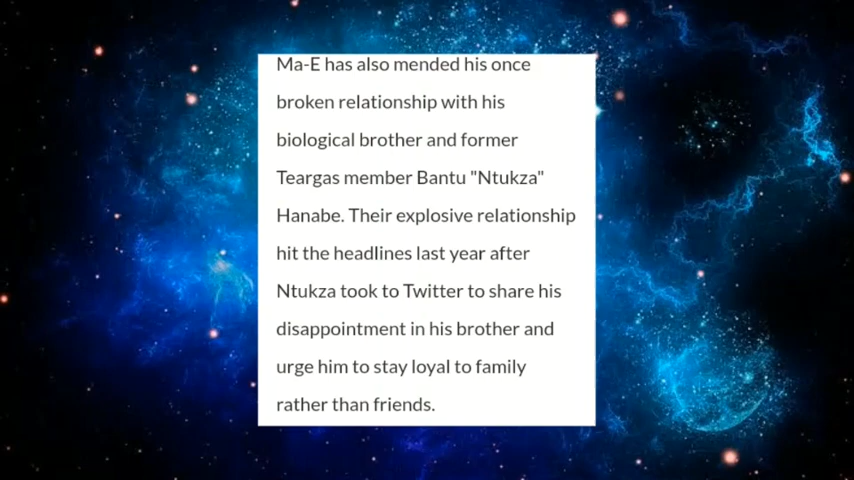 Ma-E has also mended his once
broken relationship with his
biological brother and former
Teargas member Bantu "Ntukza"
Hanabe. Their explosive relationship
hit the headlines last year after
Ntukza took to Twitter to share his
disappointment in his brother and
urge him to stay loyal to family
rather than friends.